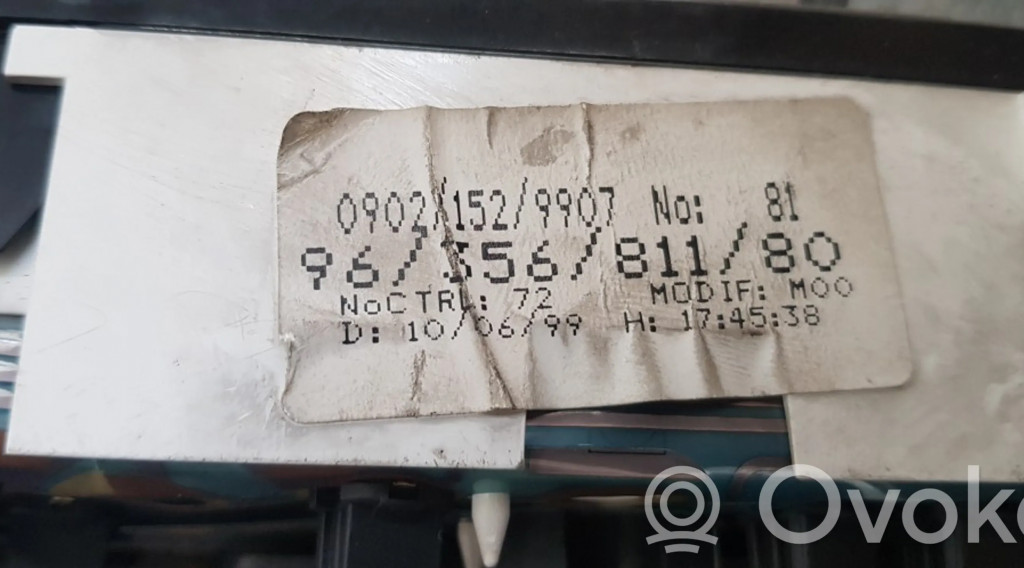 0902/152/9907 No: 81
96/356/811/80
NoCTRL: 72 MODIF: M00
D: 10/06/99 H: 17:45:38
© Ovoko